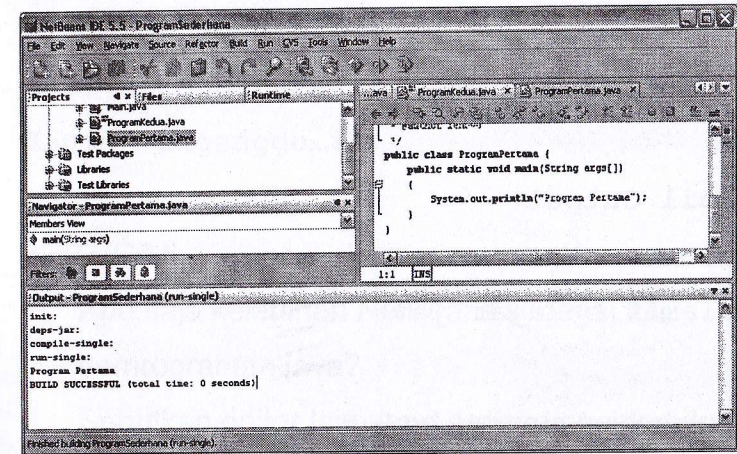 NetBeans IDE 5.5 - ProgramSederhana
File Edit View Navigate Source Refactor Build Run CVS Tools Window Help
Projects
Files
Runtime
...ava
ProgramKedua.java
ProgramPertama.java
Main.java
ProgramKedua.java
ProgramPertama.java
Test Packages
Libraries
Test Libraries
*/
public class ProgramPertama {
public static void main(String args[])
{
System.out.println("Program Pertama");
}
}
Navigator - ProgramPertama.java
Members View
main(String args)
Filters:
1:1 INS
Output - ProgramSederhana (run-single)
init:
deps-jar:
compile-single:
run-single:
Program Pertama
BUILD SUCCESSFUL (total time: 0 seconds)
Finished building ProgramSederhana (run-single).